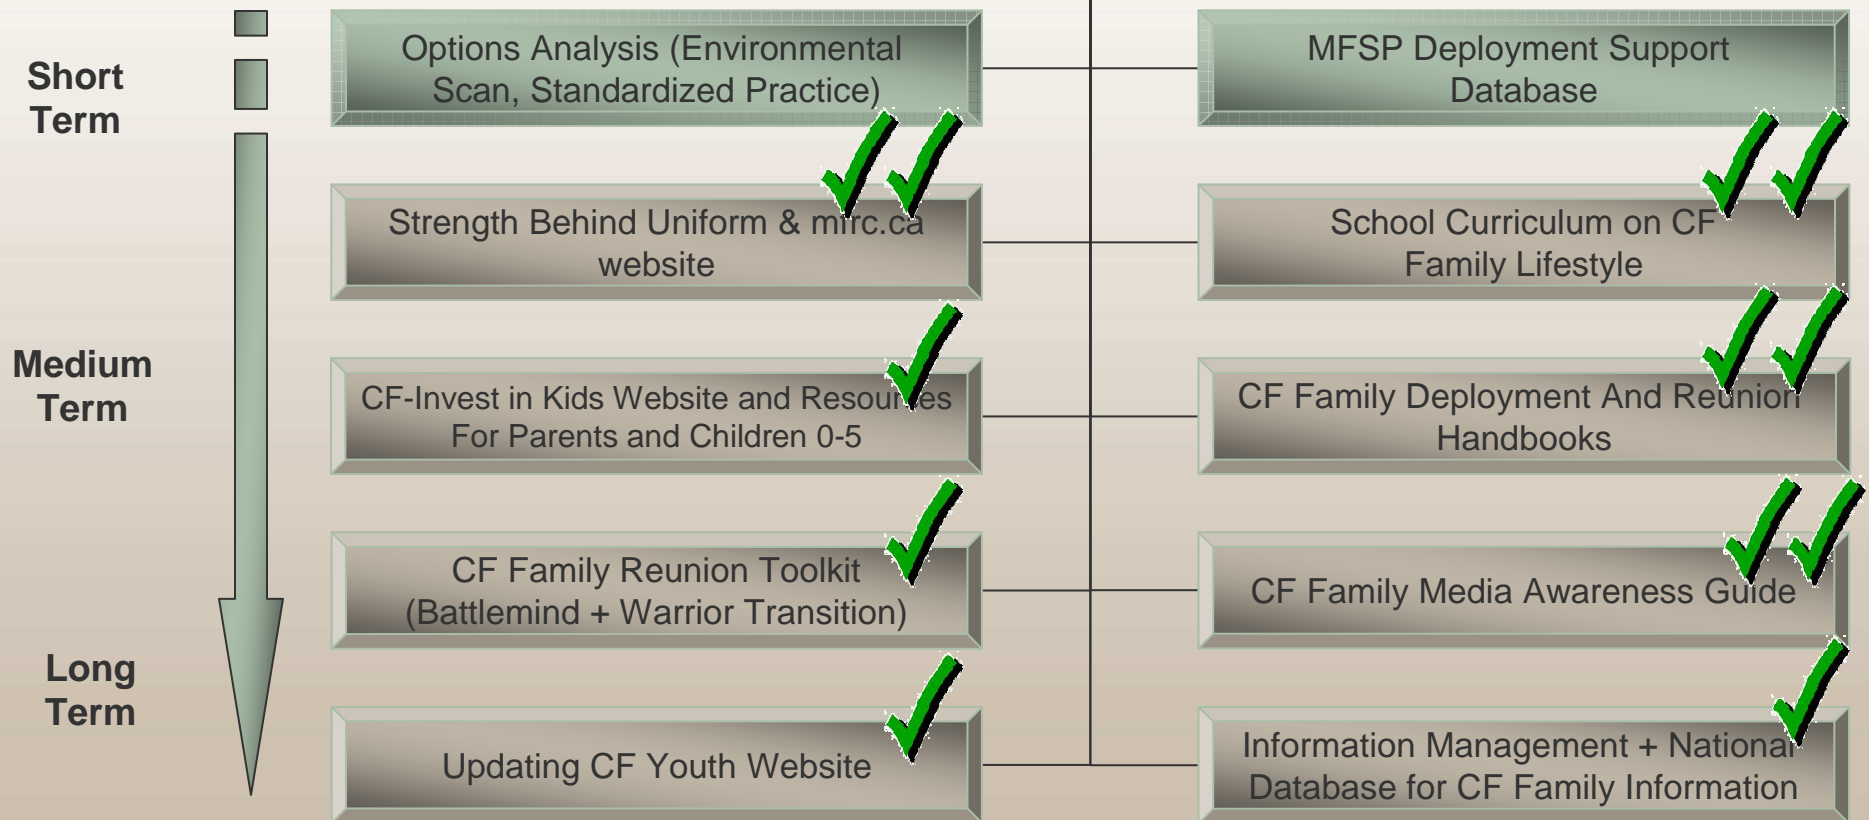 Short
Term
Options Analysis (Environmental
Scan, Standardized Practice)
MFSP Deployment Support
Database
Strength Behind Uniform & mfrc.ca
website
School Curriculum on CF
Family Lifestyle
Medium
Term
CF-Invest in Kids Website and Resources
For Parents and Children 0-5
CF Family Deployment And Reunion
Handbooks
CF Family Reunion Toolkit
(Battlemind + Warrior Transition)
CF Family Media Awareness Guide
Long
Term
Updating CF Youth Website
Information Management + National
Database for CF Family Information